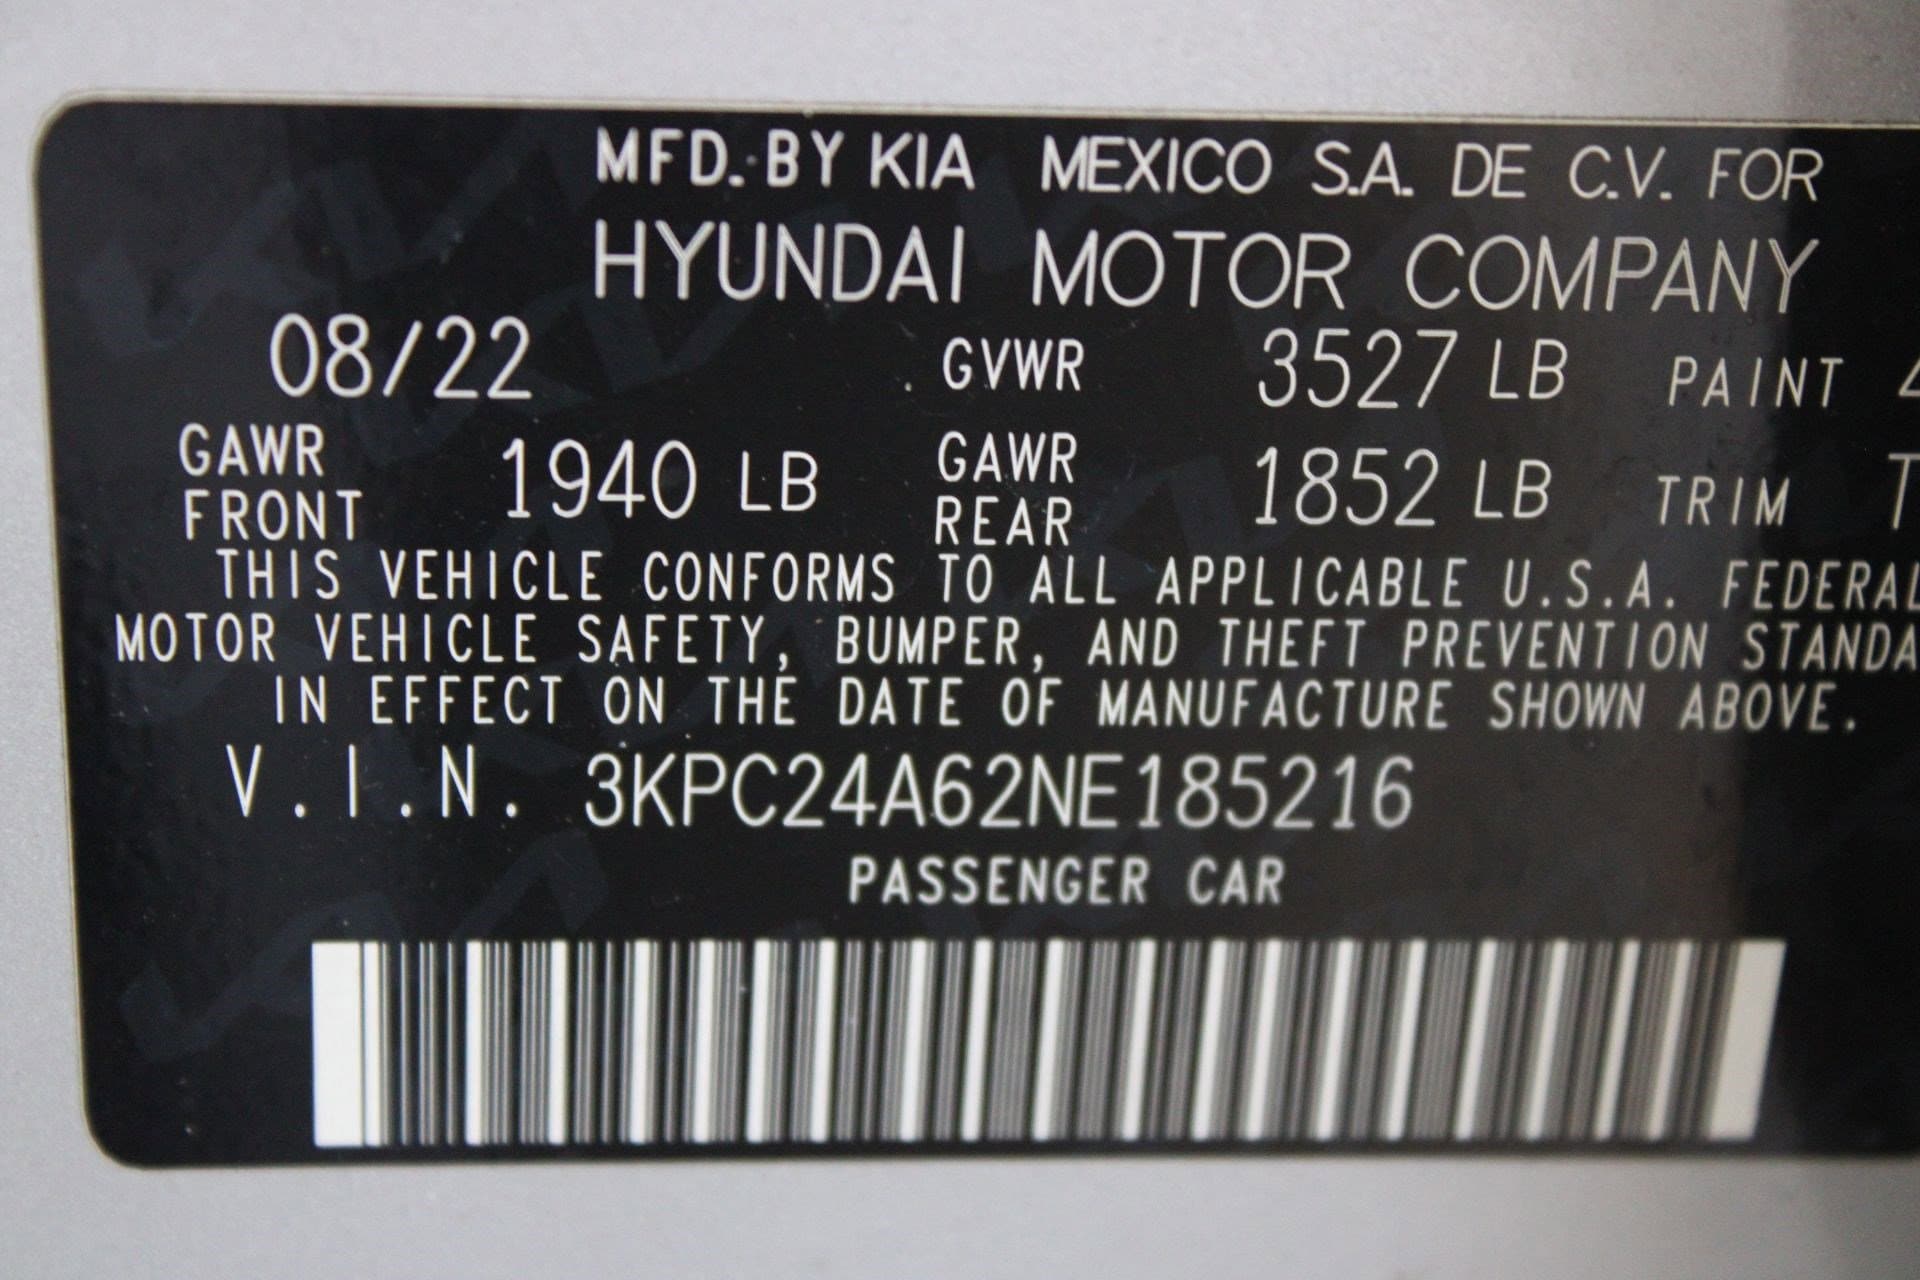 MFD. BY KIA MEXICO S.A. DE C.V. FOR
HYUNDAI MOTOR COMPANY
08/22 GVWR 3527 LB PAINT
GAWR FRONT 1940 LB GAWR REAR 1852 LB TRIM
THIS VEHICLE CONFORMS TO ALL APPLICABLE U.S.A. FEDERAL
MOTOR VEHICLE SAFETY, BUMPER, AND THEFT PREVENTION STANDA
IN EFFECT ON THE DATE OF MANUFACTURE SHOWN ABOVE.
V.I.N. 3KPC24A62NE185216
PASSENGER CAR